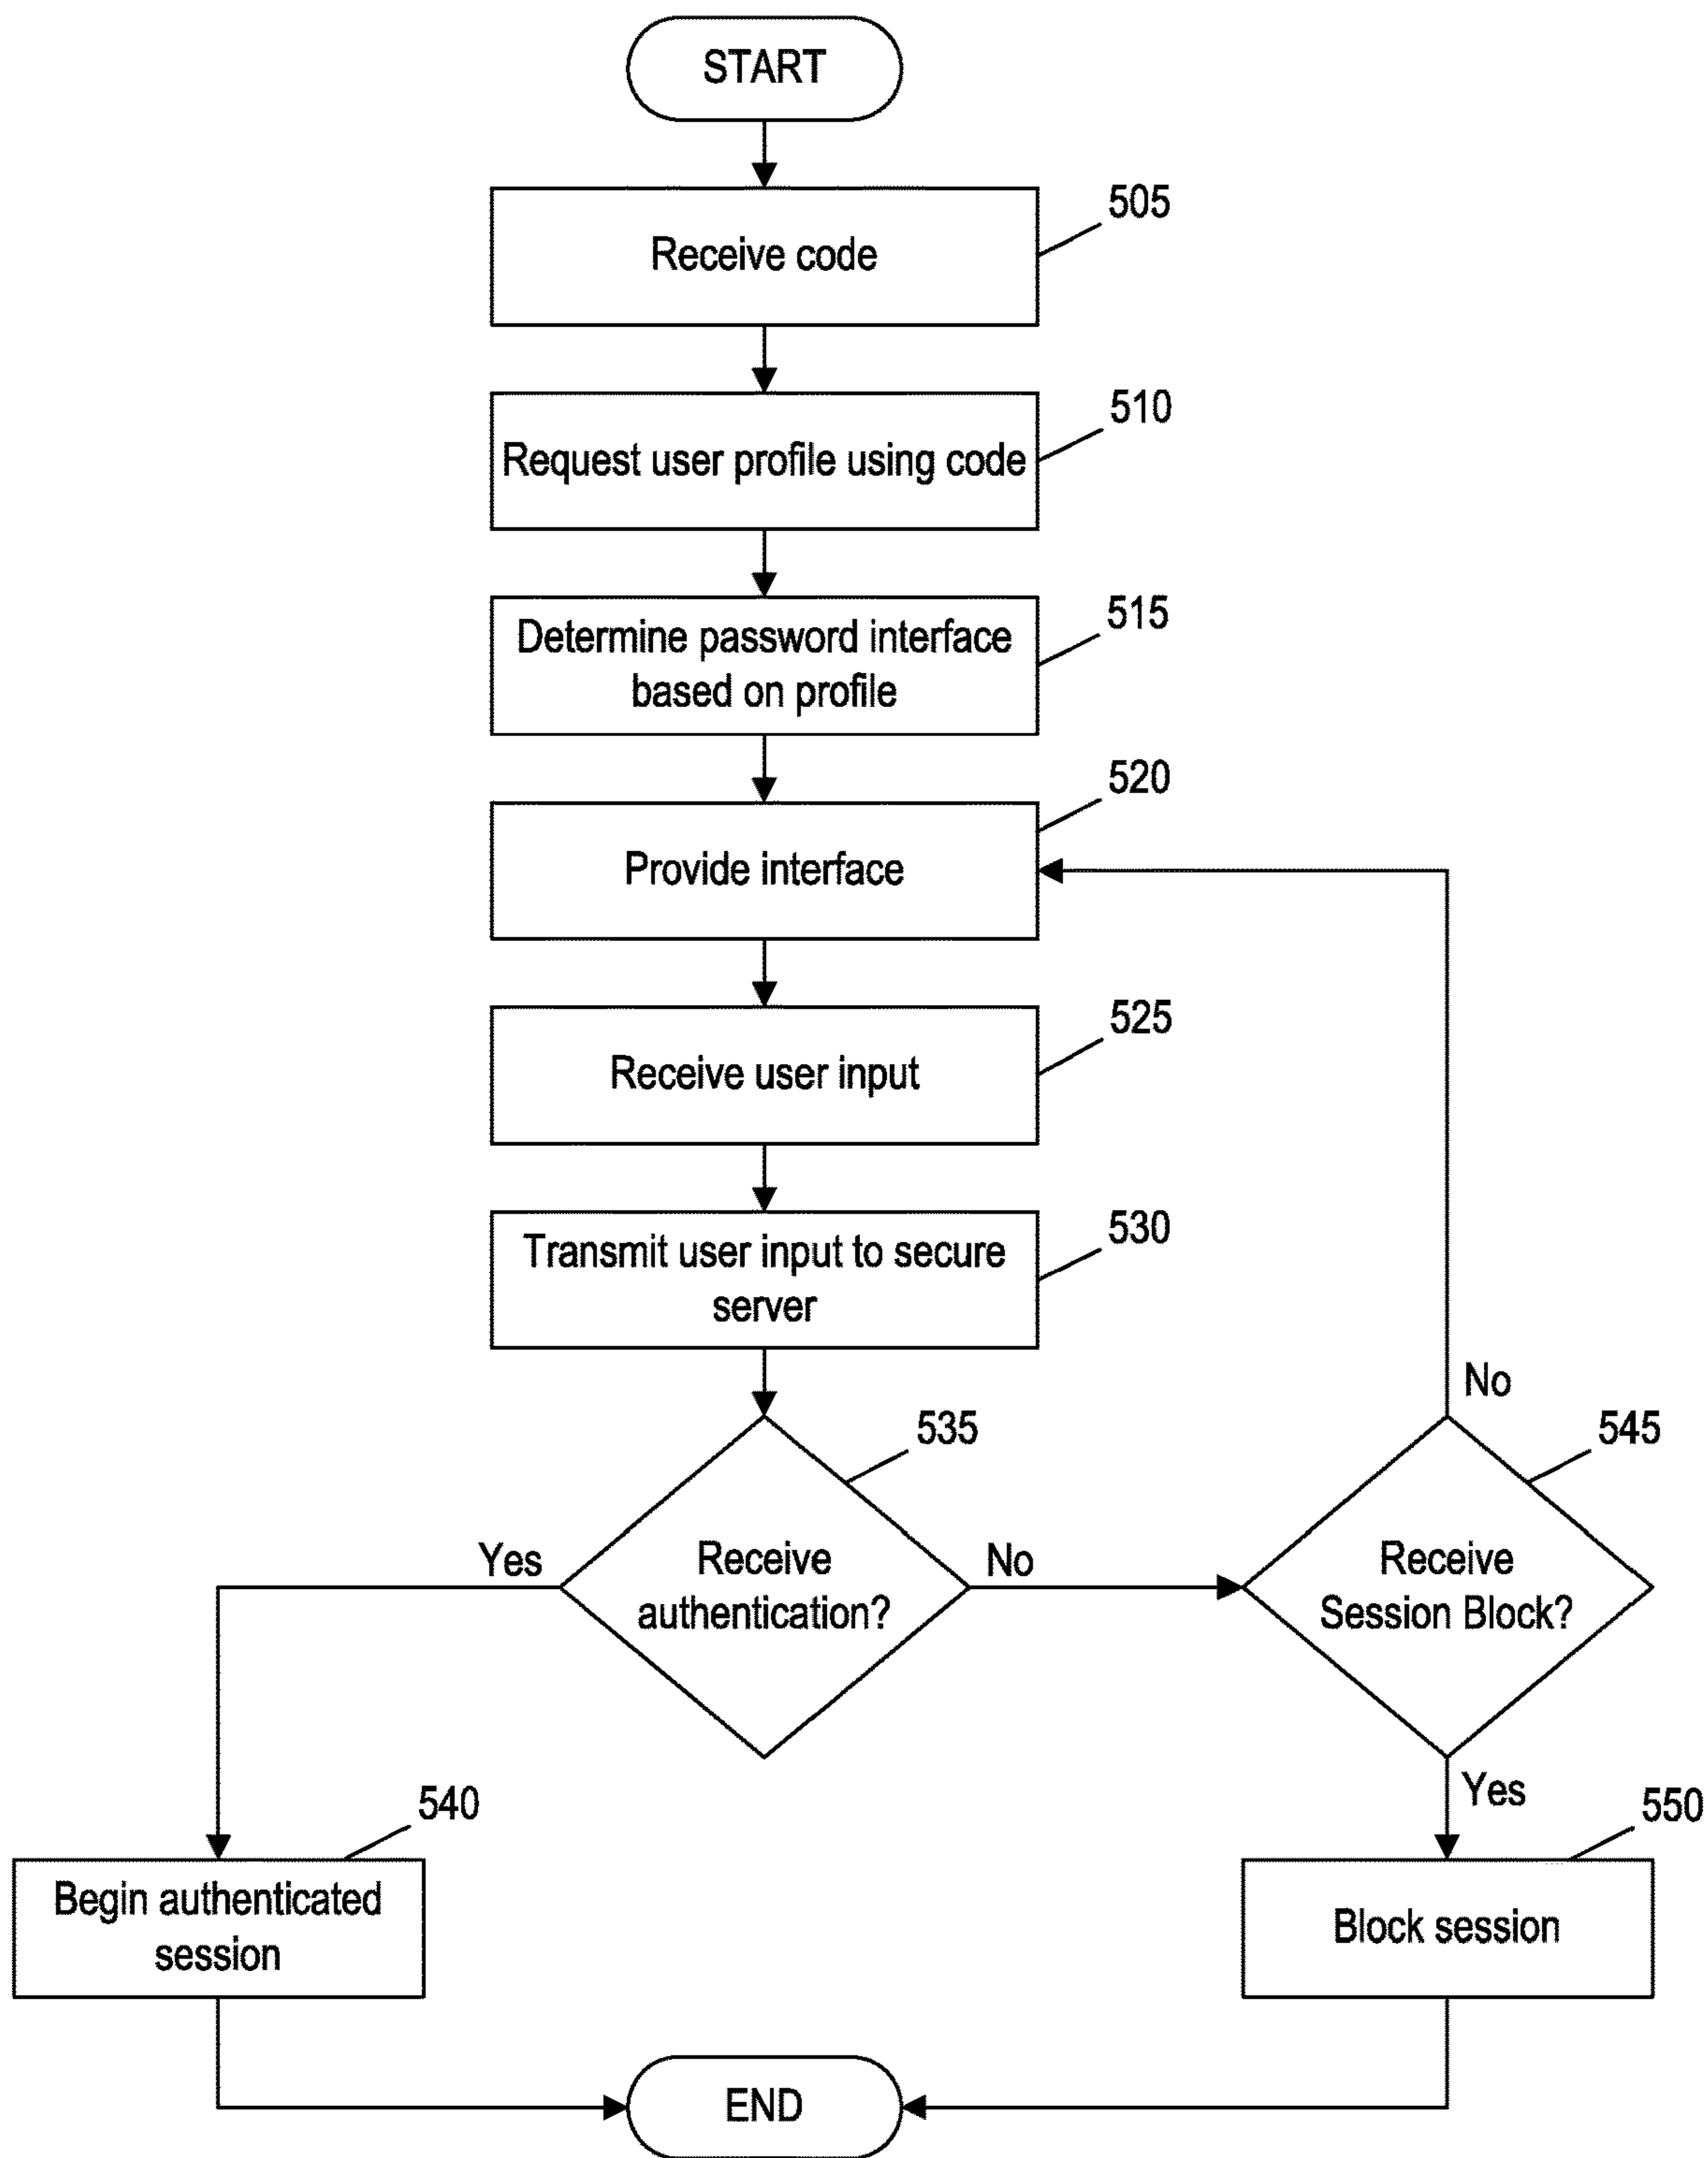 START
505
Receive code
510
Request user profile using code
515
Determine password interface
based on profile
520
Provide interface
525
Receive user input
530
Transmit user input to secure
server
No
535
545
Yes
Receive
authentication?
No
Receive
Session Block?
Yes
540
550
Begin authenticated
session
Block session
END